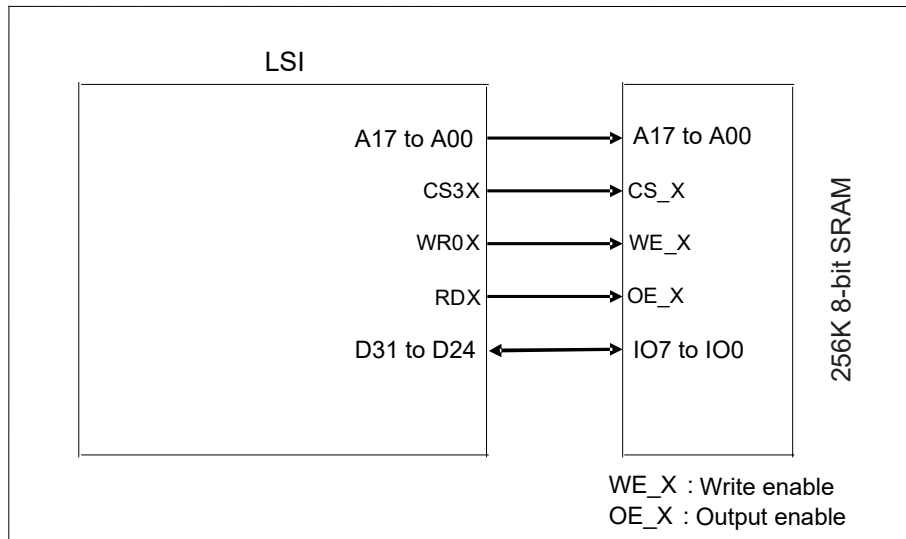 LSI
A17 to A00
A17 to A00
CS3X
CS_X
WR0X
WE_X
RDX
OE_X
D31 to D24
IO7 to IO0
256K 8-bit SRAM
WE_X : Write enable
OE_X : Output enable